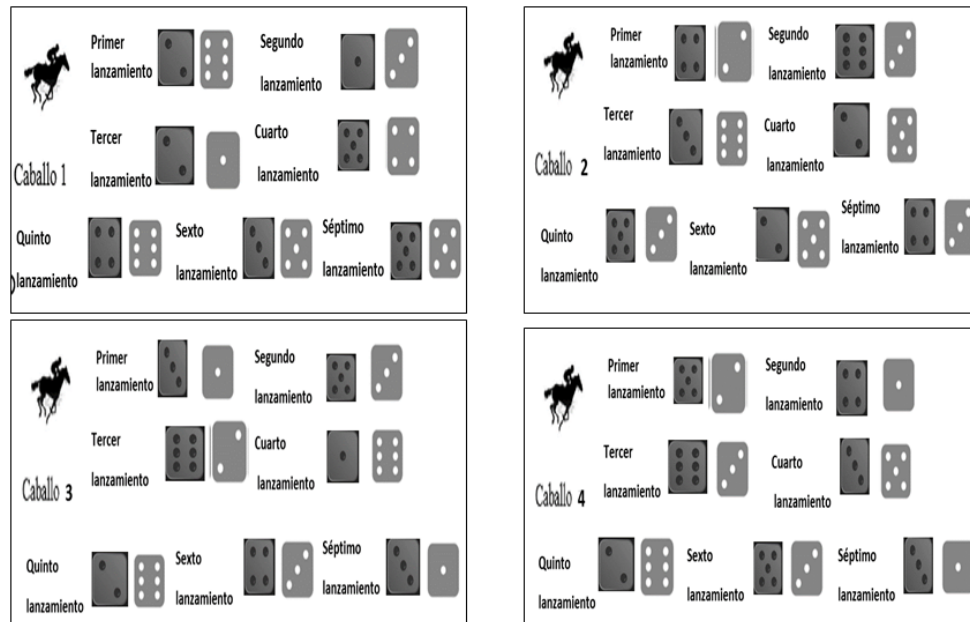 Primer
lanzamiento
Segundo
lanzamiento
Tercer
lanzamiento
Cuarto
lanzamiento
Caballo 1
Quinto
lanzamiento
Sexto
lanzamiento
Séptimo
lanzamiento
Primer
lanzamiento
Segundo
lanzamiento
Tercer
lanzamiento
Cuarto
lanzamiento
Caballo 2
Quinto
lanzamiento
Sexto
lanzamiento
Séptimo
lanzamiento
Primer
lanzamiento
Segundo
lanzamiento
Tercer
lanzamiento
Cuarto
lanzamiento
Caballo 3
Quinto
lanzamiento
Sexto
lanzamiento
Séptimo
lanzamiento
Primer
lanzamiento
Segundo
lanzamiento
Tercer
lanzamiento
Cuarto
lanzamiento
Caballo 4
Quinto
lanzamiento
Sexto
lanzamiento
Séptimo
lanzamiento